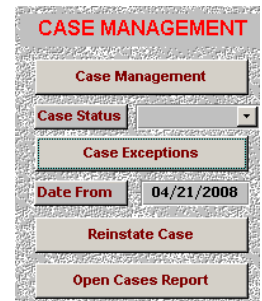 CASE MANAGEMENT
Case Management
Case Status
Case Exceptions
Date From 04/21/2008
Reinstate Case
Open Cases Report